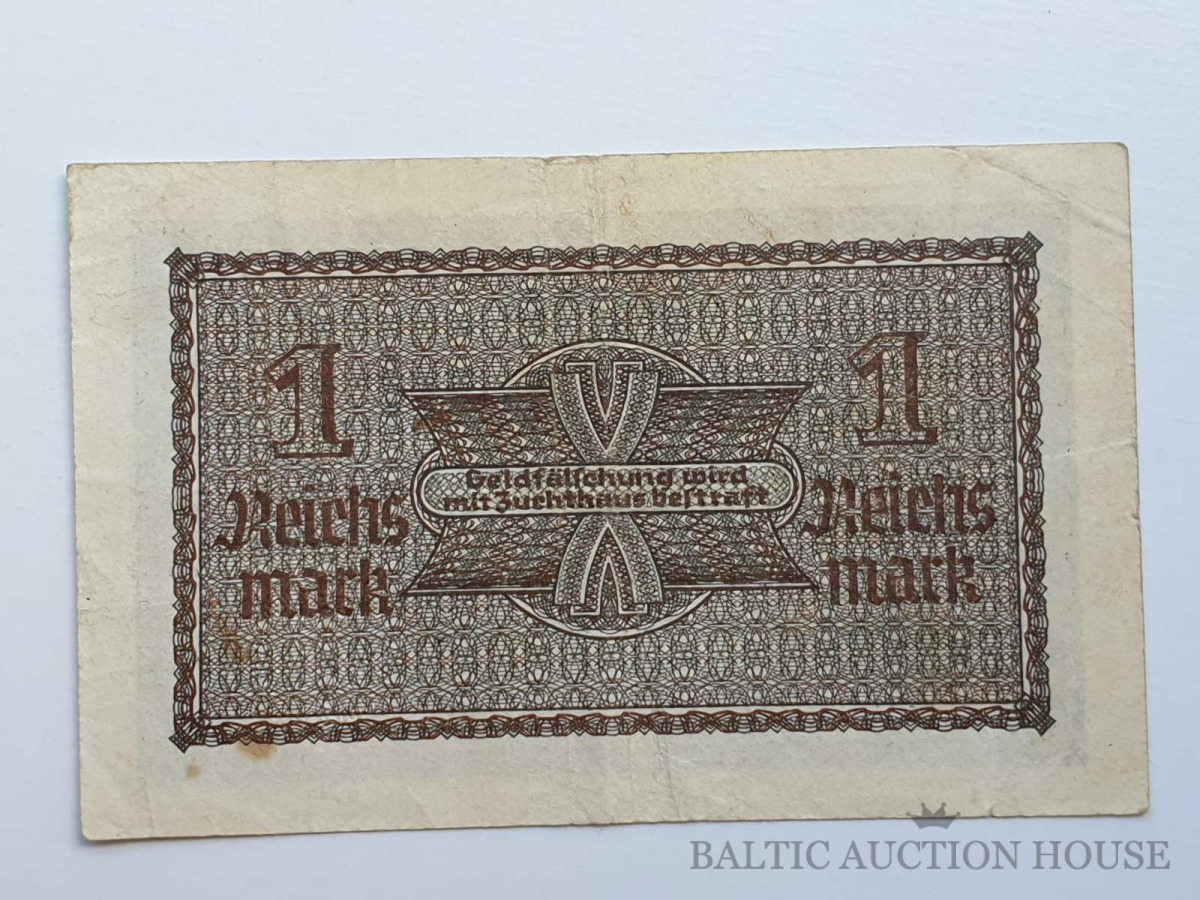 1
1
Geldfälschung wird
mit Zuchthaus bestraft
Reichs
mark
Reichs
mark
BALTIC AUCTION HOUSE